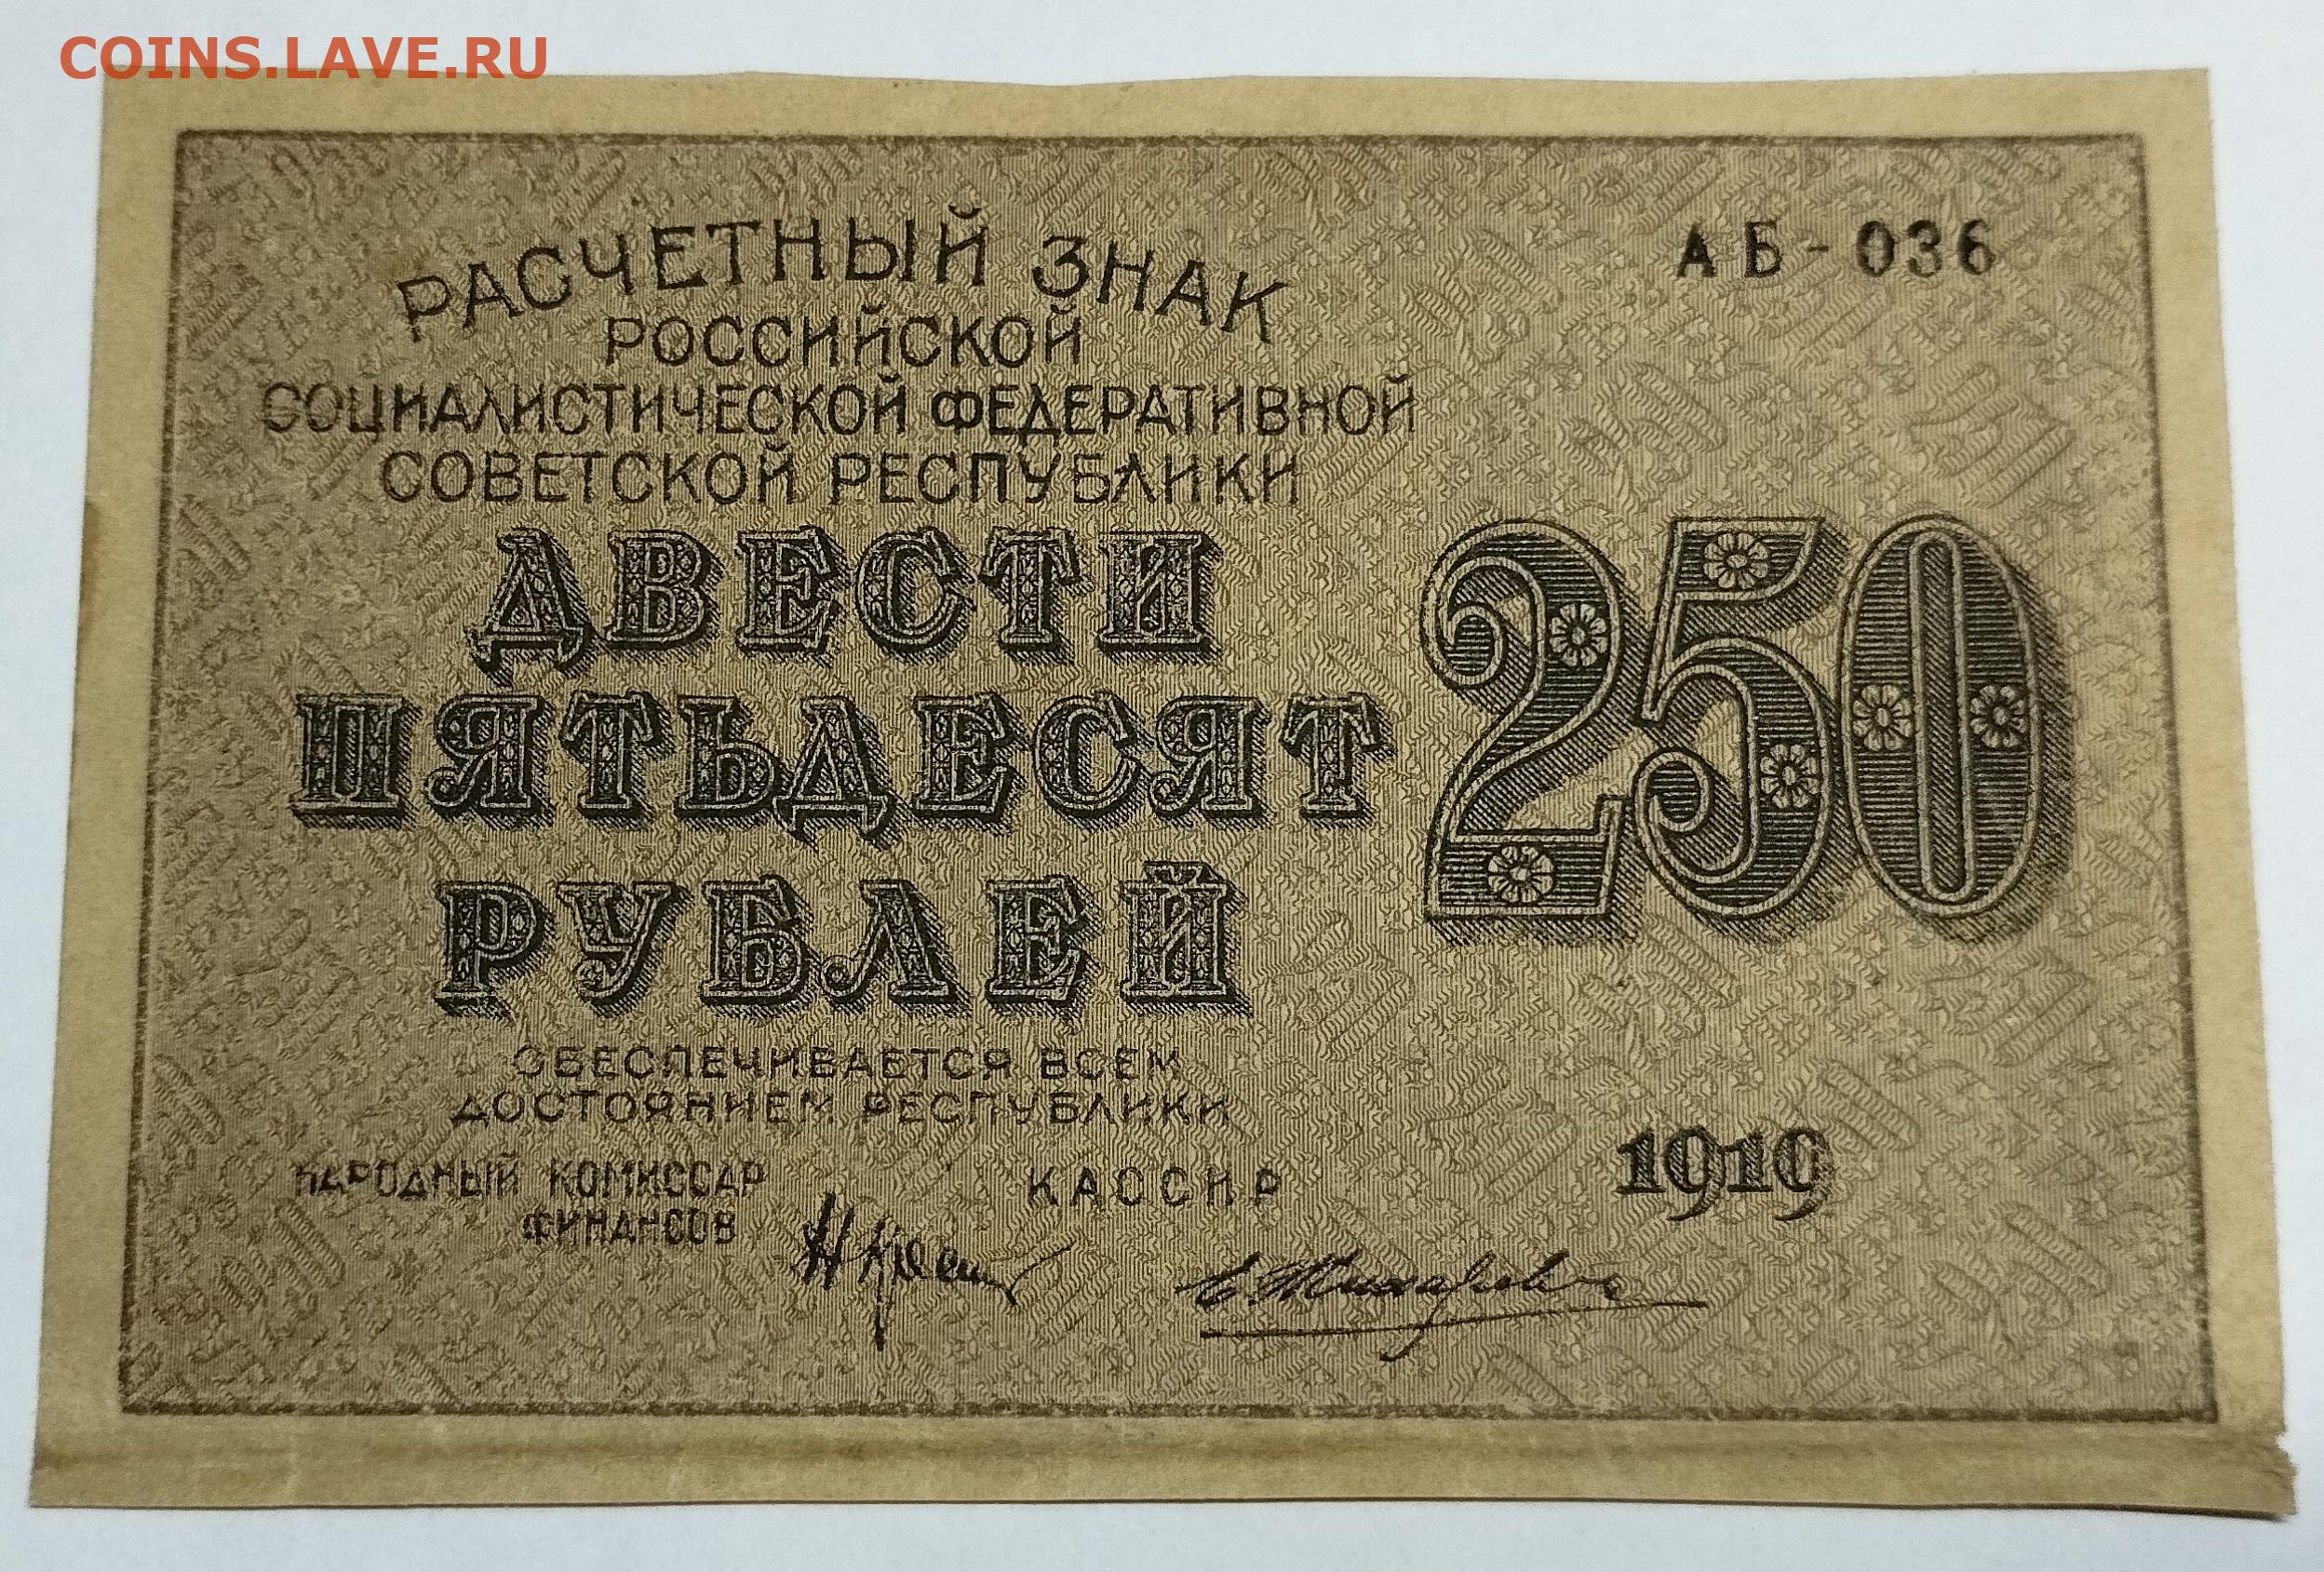 COINS.LAVE.RU
РАСЧЕТНЫЙ ЗНАК
АБ-036
РОССИЙСКОЙ
СОЦИАЛИСТИЧЕСКОЙ ФЕДЕРАТИВНОЙ
СОВЕТСКОЙ РЕСПУБЛИКИ
ДВЕСТИ
ПЯТЬДЕСЯТ
РУБЛЕЙ
250
ОБЕСПЕЧИВАЕТСЯ ВСЕМ
ДОСТОЯНИЕМ РЕСПУБЛИКИ
НАРОДНЫЙ КОМИССАР
ФИНАНСОВ
КАССИР
1919